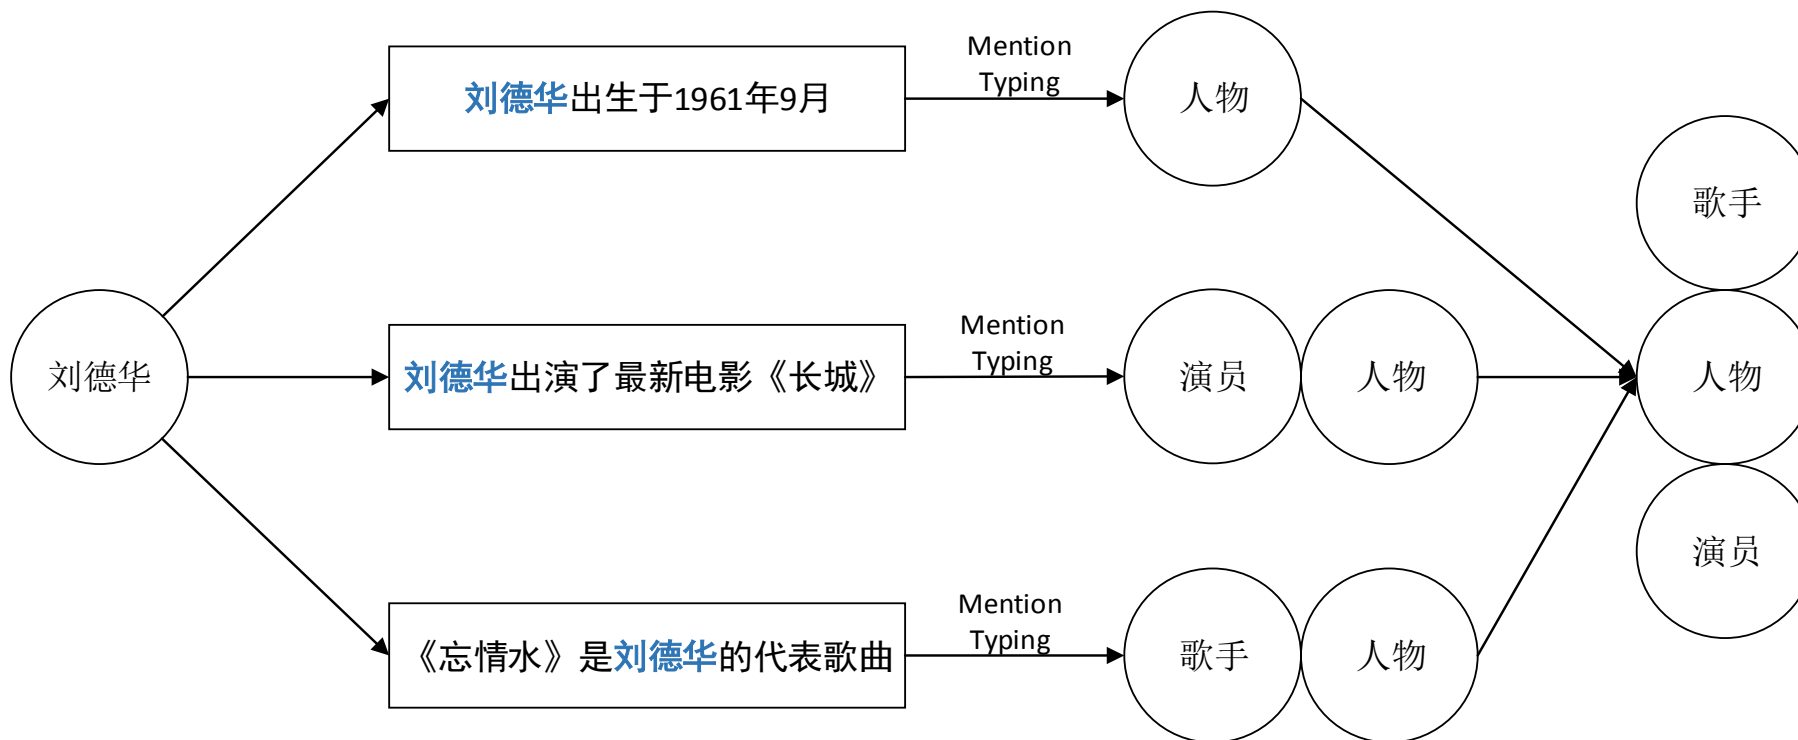 刘德华
刘德华出生于1961年9月
Mention
Typing
人物
刘德华出演了最新电影《长城》
Mention
Typing
演员
人物
《忘情水》是刘德华的代表歌曲
Mention
Typing
歌手
人物
歌手
人物
演员